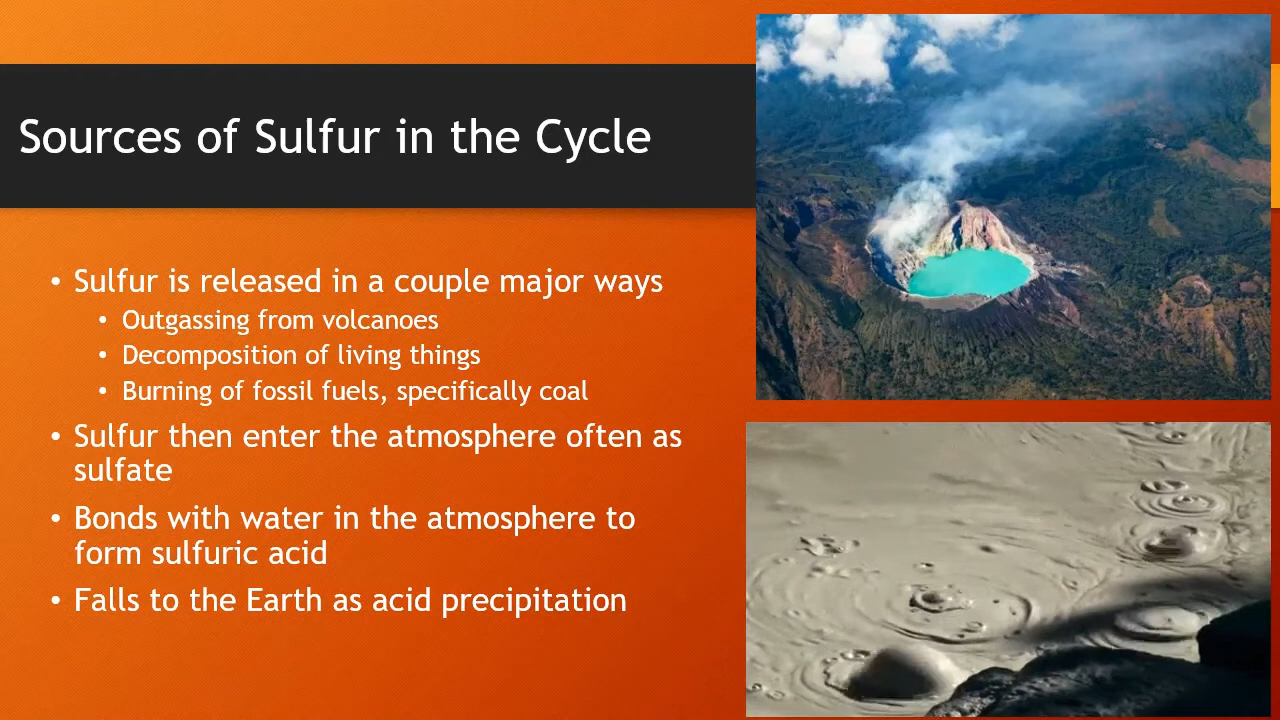 Sources of Sulfur in the Cycle
• Sulfur is released in a couple major ways
• Outgassing from volcanoes
• Decomposition of living things
• Burning of fossil fuels, specifically coal
• Sulfur then enter the atmosphere often as
sulfate
• Bonds with water in the atmosphere to
form sulfuric acid
• Falls to the Earth as acid precipitation